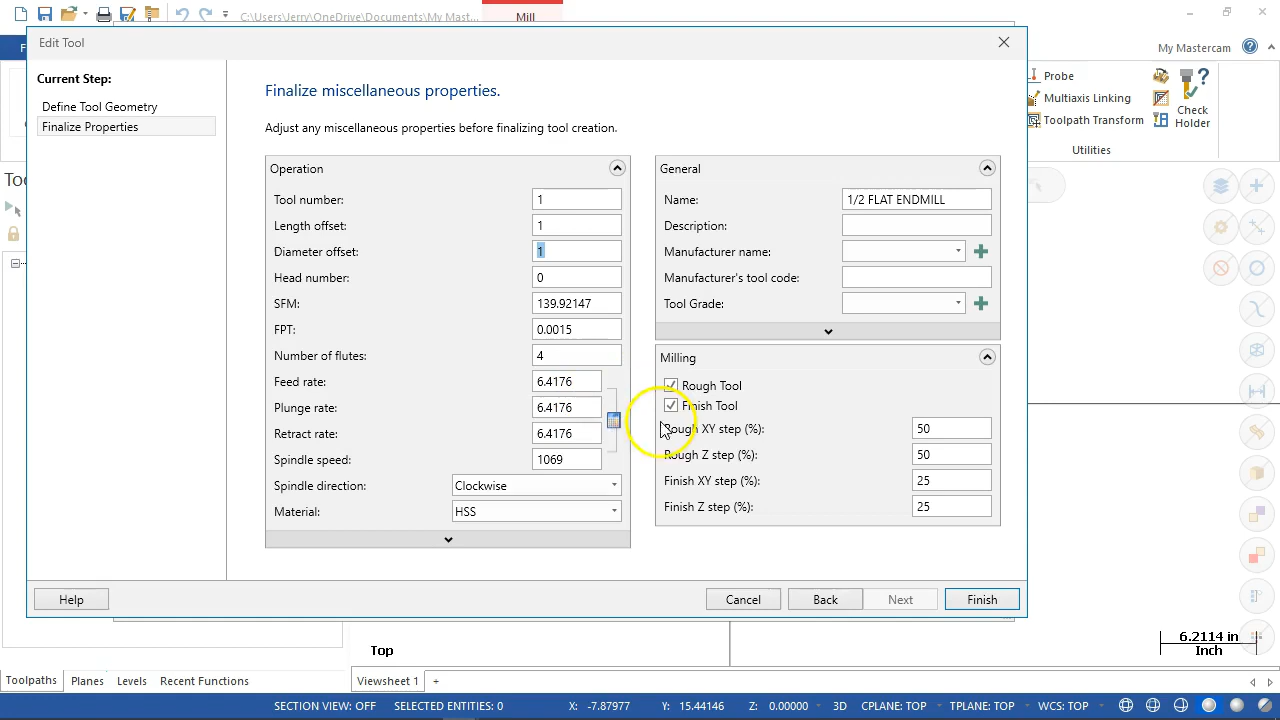 C:\Users\Jerry\OneDrive\Documents\My Mast...
Mill
Edit Tool
My Mastercam
Current Step:
Define Tool Geometry
Finalize Properties
Finalize miscellaneous properties.
Adjust any miscellaneous properties before finalizing tool creation.
Operation
Tool number: 1
Length offset: 1
Diameter offset: 1
Head number: 0
SFM: 139.92147
FPT: 0.0015
Number of flutes: 4
Feed rate: 6.4176
Plunge rate: 6.4176
Retract rate: 6.4176
Spindle speed: 1069
Spindle direction: Clockwise
Material: HSS
General
Name: 1/2 FLAT ENDMILL
Description:
Manufacturer name:
Manufacturer's tool code:
Tool Grade:
Milling
Rough Tool
Finish Tool
Rough XY step (%): 50
Rough Z step (%): 50
Finish XY step (%): 25
Finish Z step (%): 25
Help
Cancel
Back
Next
Finish
Probe
Multiaxis Linking
Toolpath Transform
Check
Holder
Utilities
Top
6.2114 in
Inch
Toolpaths Planes Levels Recent Functions
Viewsheet 1 +
SECTION VIEW: OFF SELECTED ENTITIES: 0 X: -7.87977 Y: 15.44146 Z: 0.00000 3D CPLANE: TOP TPLANE: TOP WCS: TOP